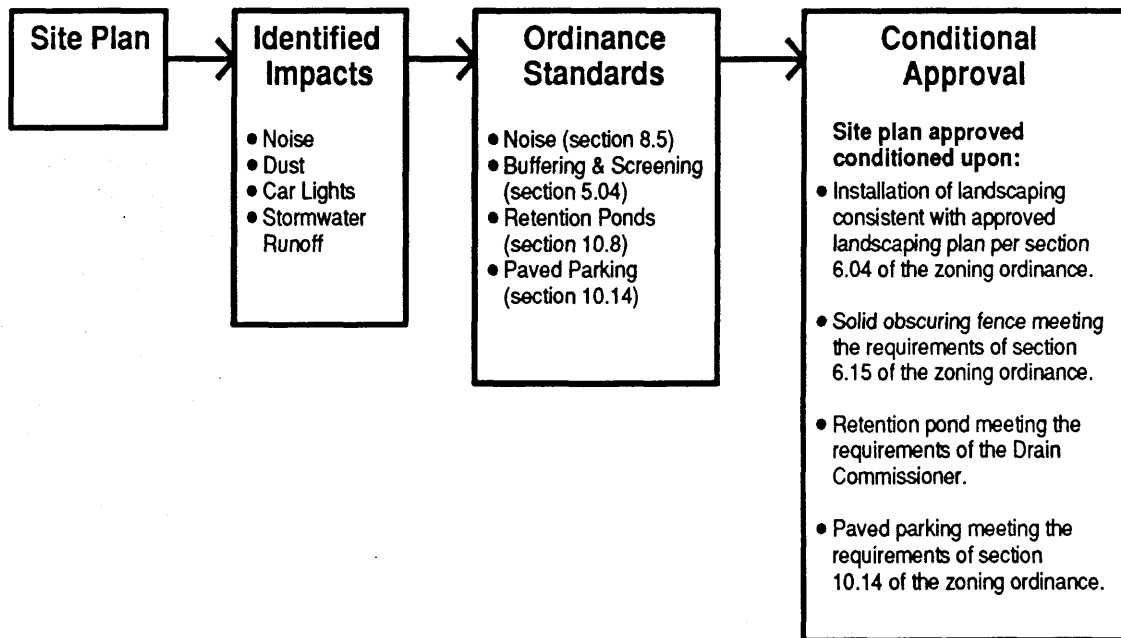 Site Plan
Identified
Impacts
● Noise
● Dust
● Car Lights
● Stormwater
Runoff
Ordinance
Standards
● Noise (section 8.5)
● Buffering & Screening
(section 5.04)
● Retention Ponds
(section 10.8)
● Paved Parking
(section 10.14)
Conditional
Approval
Site plan approved
conditioned upon:
● Installation of landscaping
consistent with approved
landscaping plan per section
6.04 of the zoning ordinance.
● Solid obscuring fence meeting
the requirements of section
6.15 of the zoning ordinance.
● Retention pond meeting the
requirements of the Drain
Commissioner.
● Paved parking meeting the
requirements of section
10.14 of the zoning ordinance.